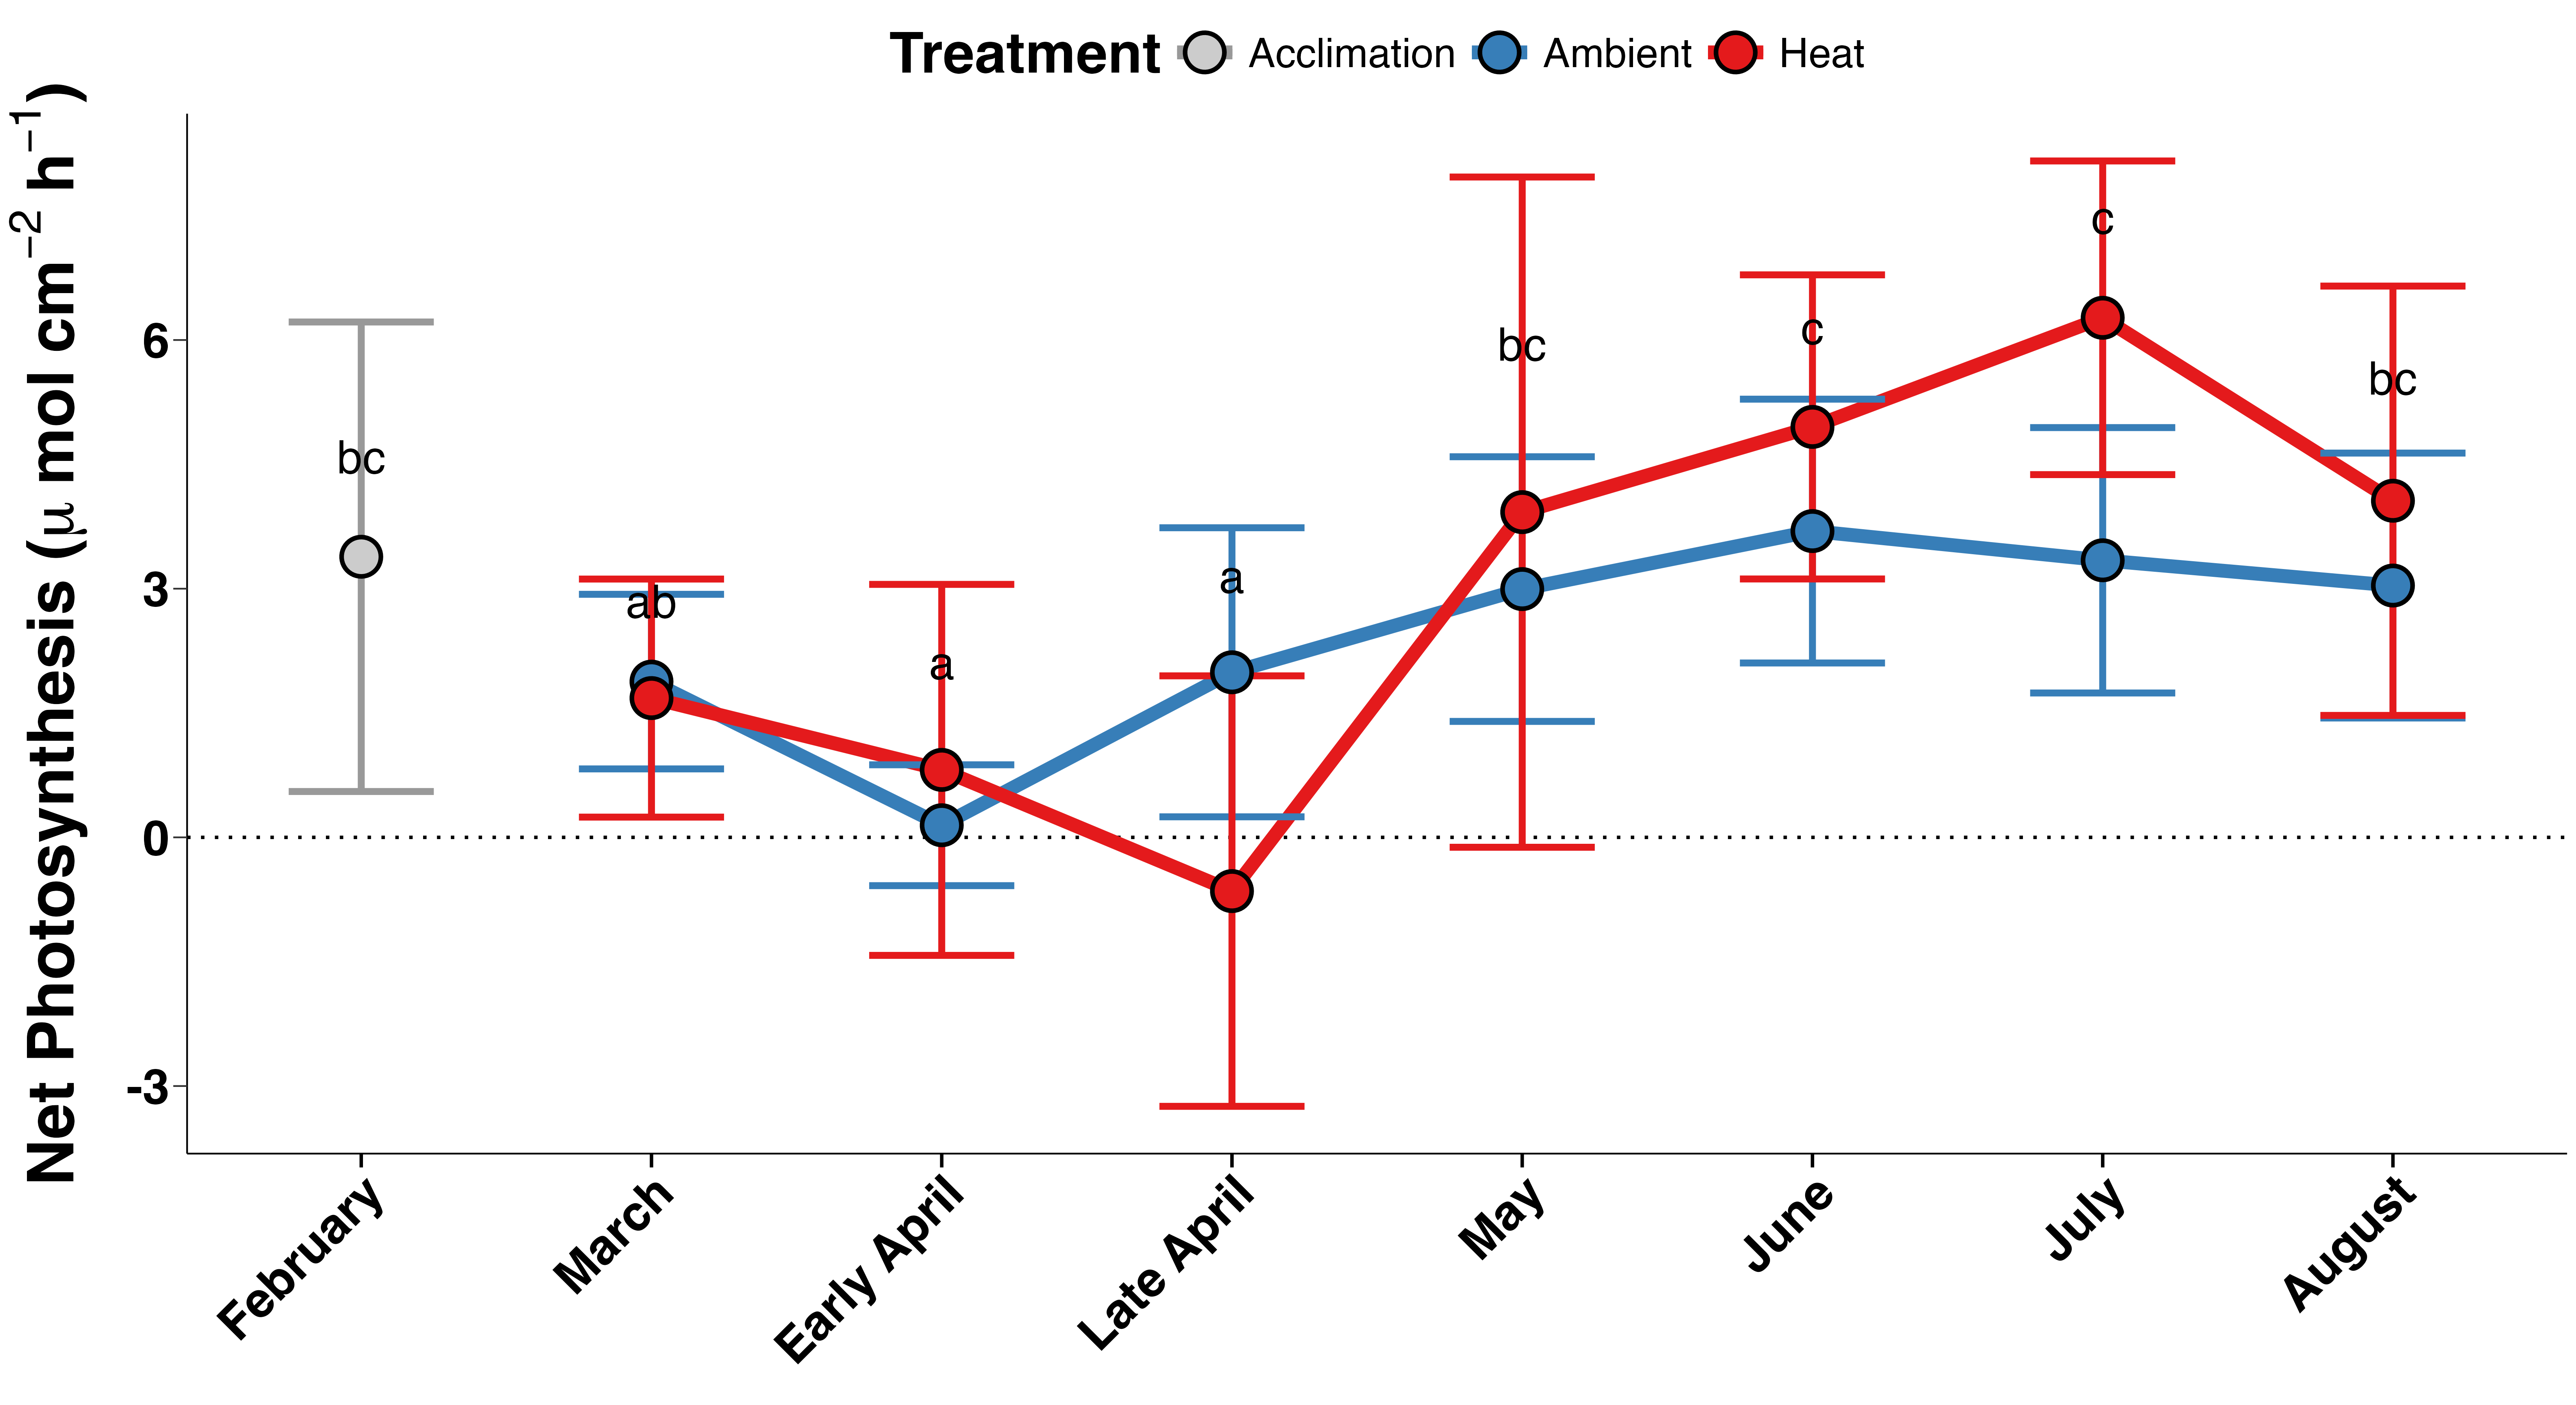 Treatment Acclimation Ambient Heat
Net Photosynthesis (μ mol cm⁻² h⁻¹)
6
3
0
-3
bc
ab
a
a
bc
c
c
bc
February
March
Early April
Late April
May
June
July
August